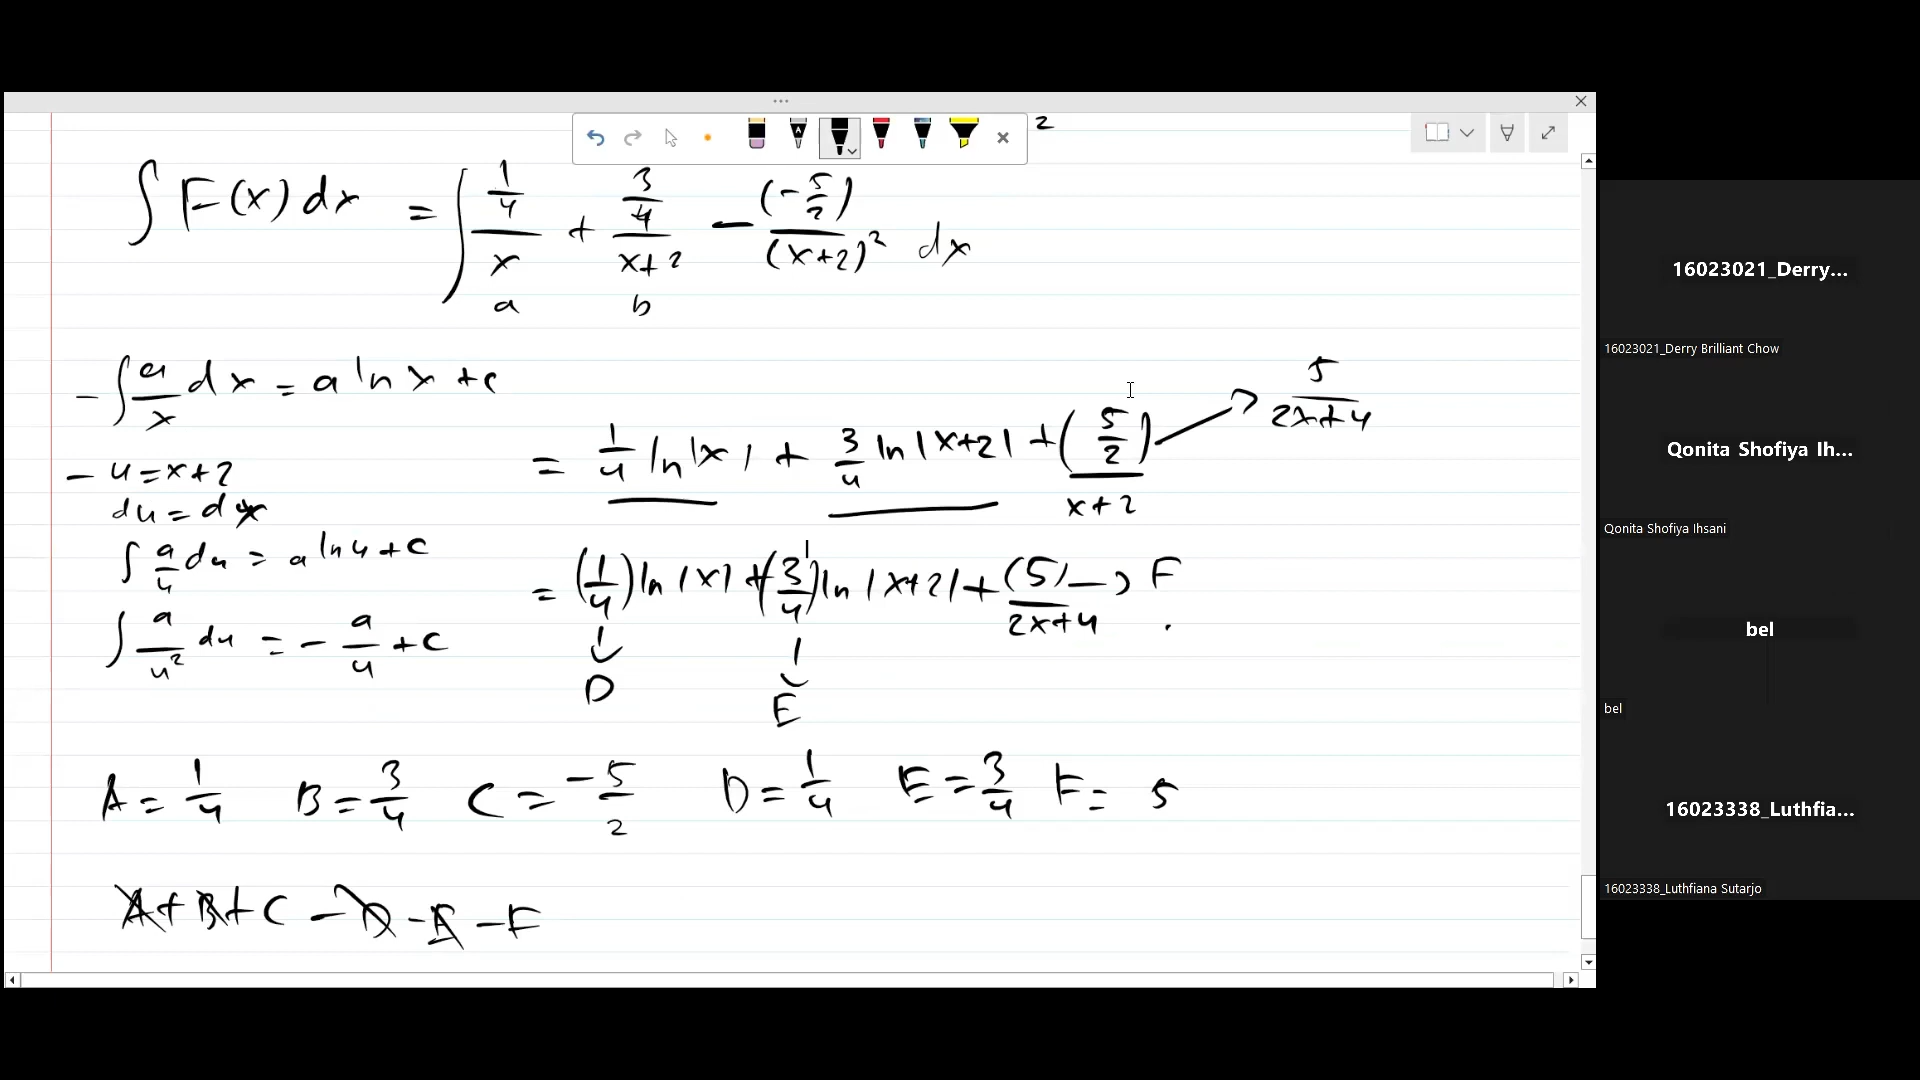 2
∫ F(x) dx = ∫ (1/4)/x + (3/4)/(x+2) - (-5/2)/(x+2)² dx
a b
- ∫ a/x dx = a ln x + c
5/(2x+4)
= 1/4 ln |x| + 3/4 ln |x+2| + (5/2)/(x+2)
- u = x+2
du = dx
∫ a/u du = a ln u + c
= (1/4) ln |x| + (3/4) ln |x+2| + (5)/(2x+4) → F
∫ a/u² du = - a/u + c
D
E
A = 1/4 B = 3/4 C = -5/2 D = 1/4 E = 3/4 F = 5
A + B + C - D - E - F
16023021_Derry...
16023021_Derry Brilliant Chow
Qonita Shofiya Ih...
Qonita Shofiya Ihsani
bel
bel
16023338_Luthfia...
16023338_Luthfiana Sutarjo